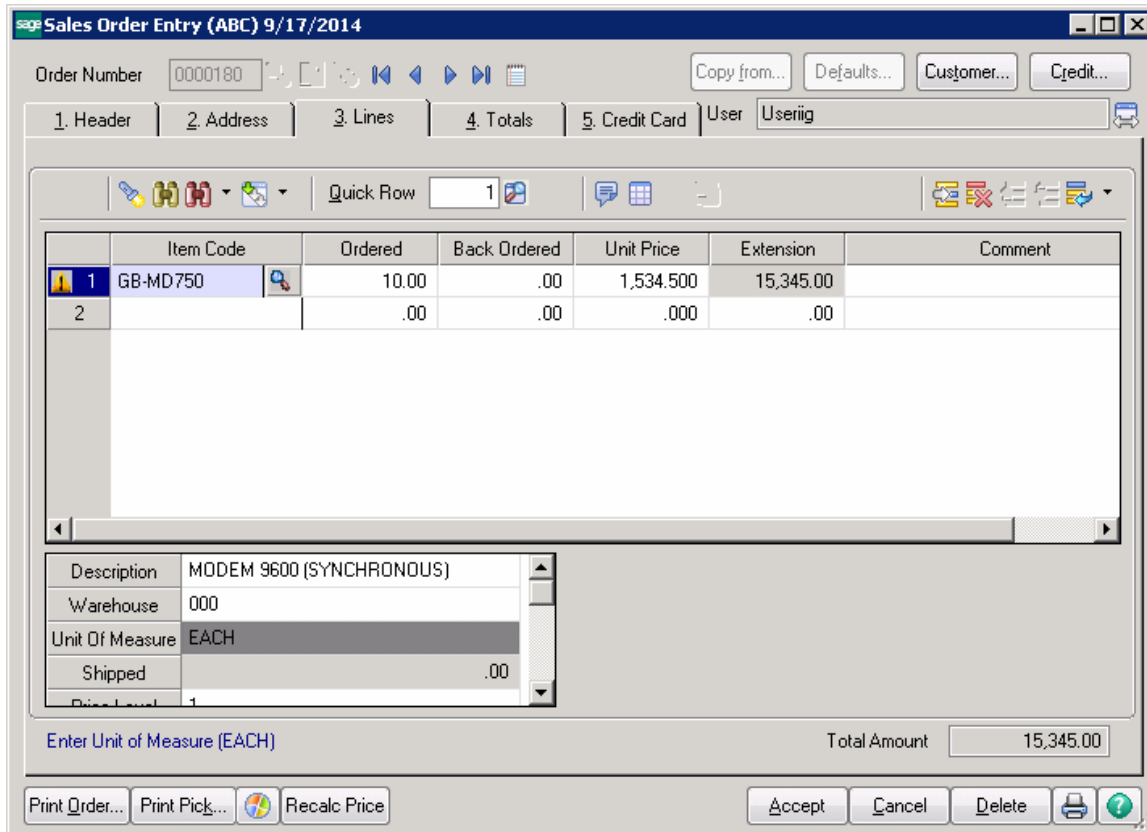 sage Sales Order Entry (ABC) 9/17/2014
Order Number 0000180 Copy from... Defaults... Customer... Credit...
1. Header 2. Address 3. Lines 4. Totals 5. Credit Card User Useriig
Quick Row 1
Item Code Ordered Back Ordered Unit Price Extension Comment
1 GB-MD750 10.00 .00 1,534.500 15,345.00
2 .00 .00 .000 .00
Description MODEM 9600 (SYNCHRONOUS)
Warehouse 000
Unit Of Measure EACH
Shipped .00
Price Level 1
Enter Unit of Measure (EACH) Total Amount 15,345.00
Print Order... Print Pick... Recalc Price Accept Cancel Delete